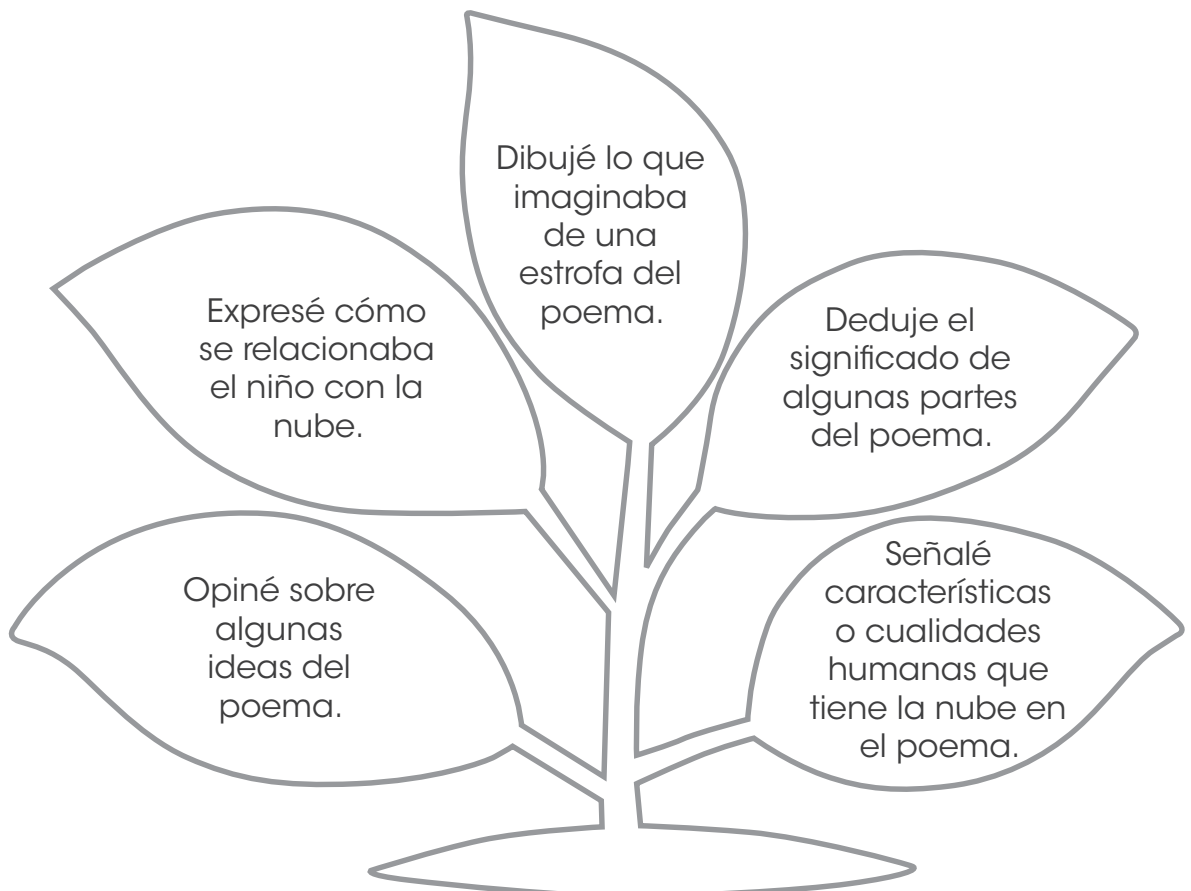 Dibujé lo que
imaginaba
de una
estrofa del
poema.
Expresé cómo
se relacionaba
el niño con la
nube.
Deduje el
significado de
algunas partes
del poema.
Opiné sobre
algunas
ideas del
poema.
Señalé
características
o cualidades
humanas que
tiene la nube en
el poema.